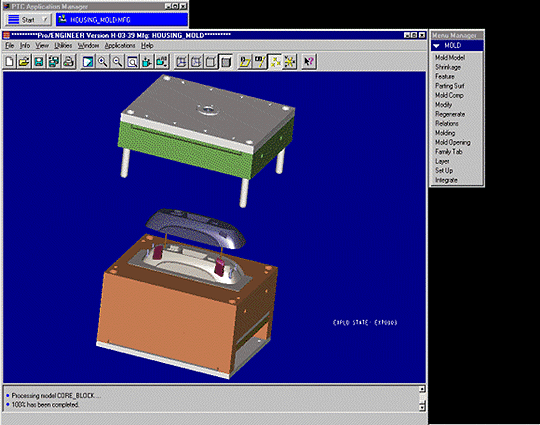 PTC Application Manager
Start HOUSING_MOLD:MFG
**********Pro/ENGINEER Version H-03-39 Mfg: HOUSING_MOLD**********
File Info View Utilities Window Applications Help
Menu Manager
MOLD
Mold Model
Shrinkage
Feature
Parting Surf
Mold Comp
Modify
Regenerate
Relations
Molding
Mold Opening
Family Tab
Layer
Set Up
Integrate
EXPLD STATE: EXP0003
Processing model CORE_BLOCK....
100% has been completed.